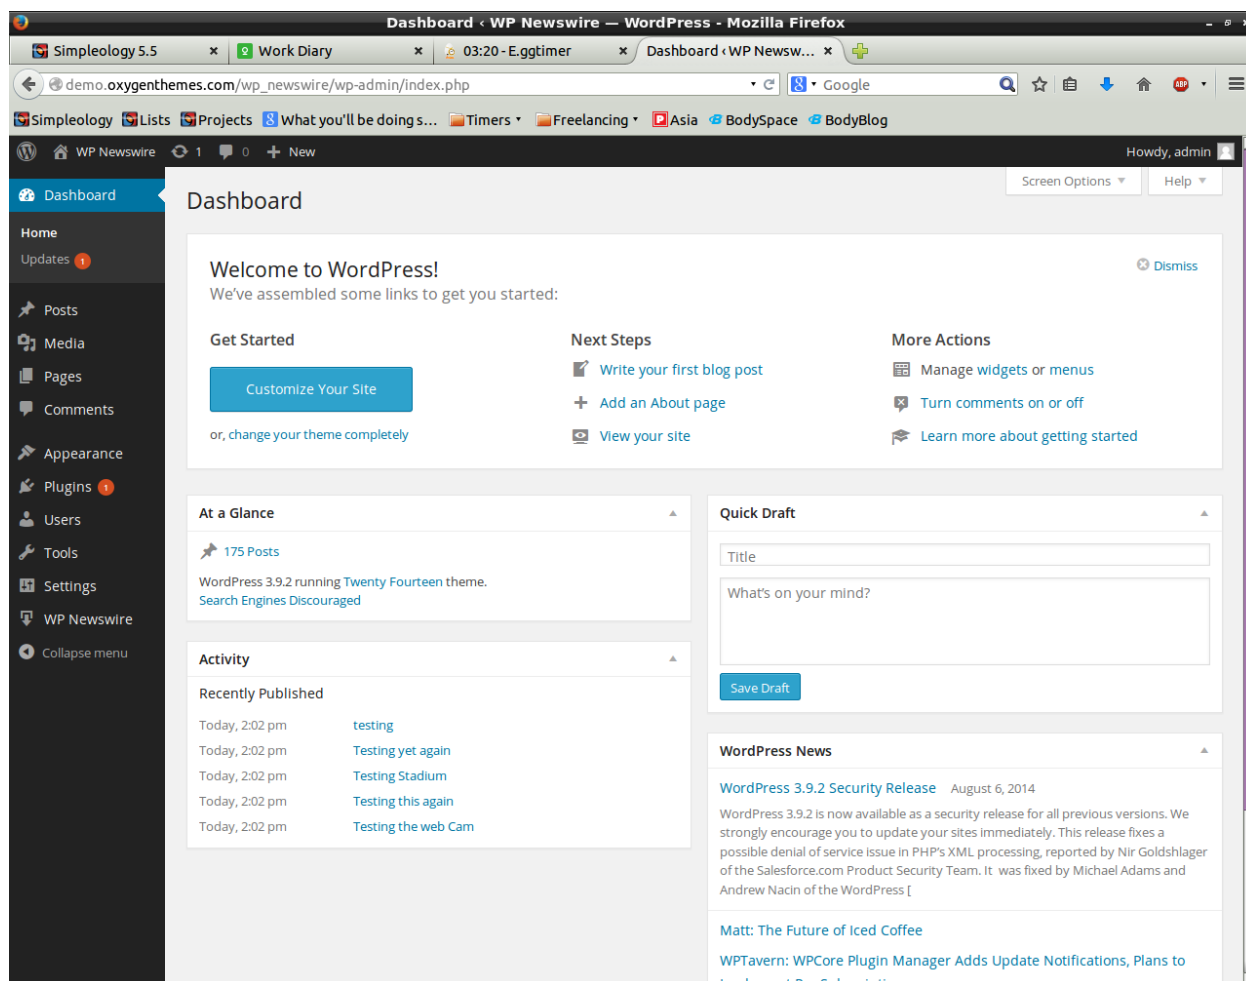 Dashboard ‹ WP Newswire — WordPress - Mozilla Firefox
Simpleology 5.5
Work Diary
03:20 - E.ggtimer
Dashboard ‹ WP Newsw...
demo.oxygenthemes.com/wp_newswire/wp-admin/index.php
Google
ABP
Simpleology
Lists
Projects
What you'll be doing s...
Timers
Freelancing
Asia
BodySpace
BodyBlog
WP Newswire
1
0
New
Howdy, admin
Dashboard
Home
Updates 1
Posts
Media
Pages
Comments
Appearance
Plugins 1
Users
Tools
Settings
WP Newswire
Collapse menu
Screen Options
Help
Dashboard
Welcome to WordPress!
Dismiss
We've assembled some links to get you started:
Get Started
Customize Your Site
or, change your theme completely
Next Steps
Write your first blog post
Add an About page
View your site
More Actions
Manage widgets or menus
Turn comments on or off
Learn more about getting started
At a Glance
175 Posts
WordPress 3.9.2 running Twenty Fourteen theme.
Search Engines Discouraged
Activity
Recently Published
Today, 2:02 pm testing
Today, 2:02 pm Testing yet again
Today, 2:02 pm Testing Stadium
Today, 2:02 pm Testing this again
Today, 2:02 pm Testing the web Cam
Quick Draft
Title
What's on your mind?
Save Draft
WordPress News
WordPress 3.9.2 Security Release August 6, 2014
WordPress 3.9.2 is now available as a security release for all previous versions. We
strongly encourage you to update your sites immediately. This release fixes a
possible denial of service issue in PHP's XML processing, reported by Nir Goldshlager
of the Salesforce.com Product Security Team. It was fixed by Michael Adams and
Andrew Nacin of the WordPress [
Matt: The Future of Iced Coffee
WPTavern: WPCore Plugin Manager Adds Update Notifications, Plans to